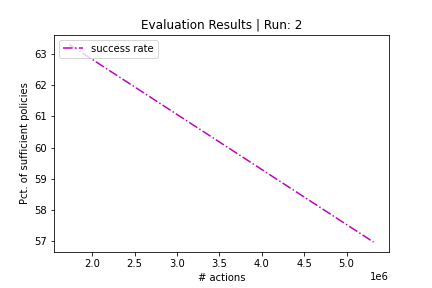 Evaluation Results | Run: 2
success rate
Pct. of sufficient policies
63
62
61
60
59
58
57
2.0 2.5 3.0 3.5 4.0 4.5 5.0
1e6
# actions